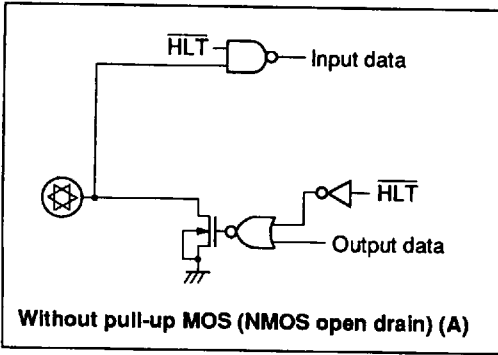 HLT
Input data
HLT
Output data
Without pull-up MOS (NMOS open drain) (A)